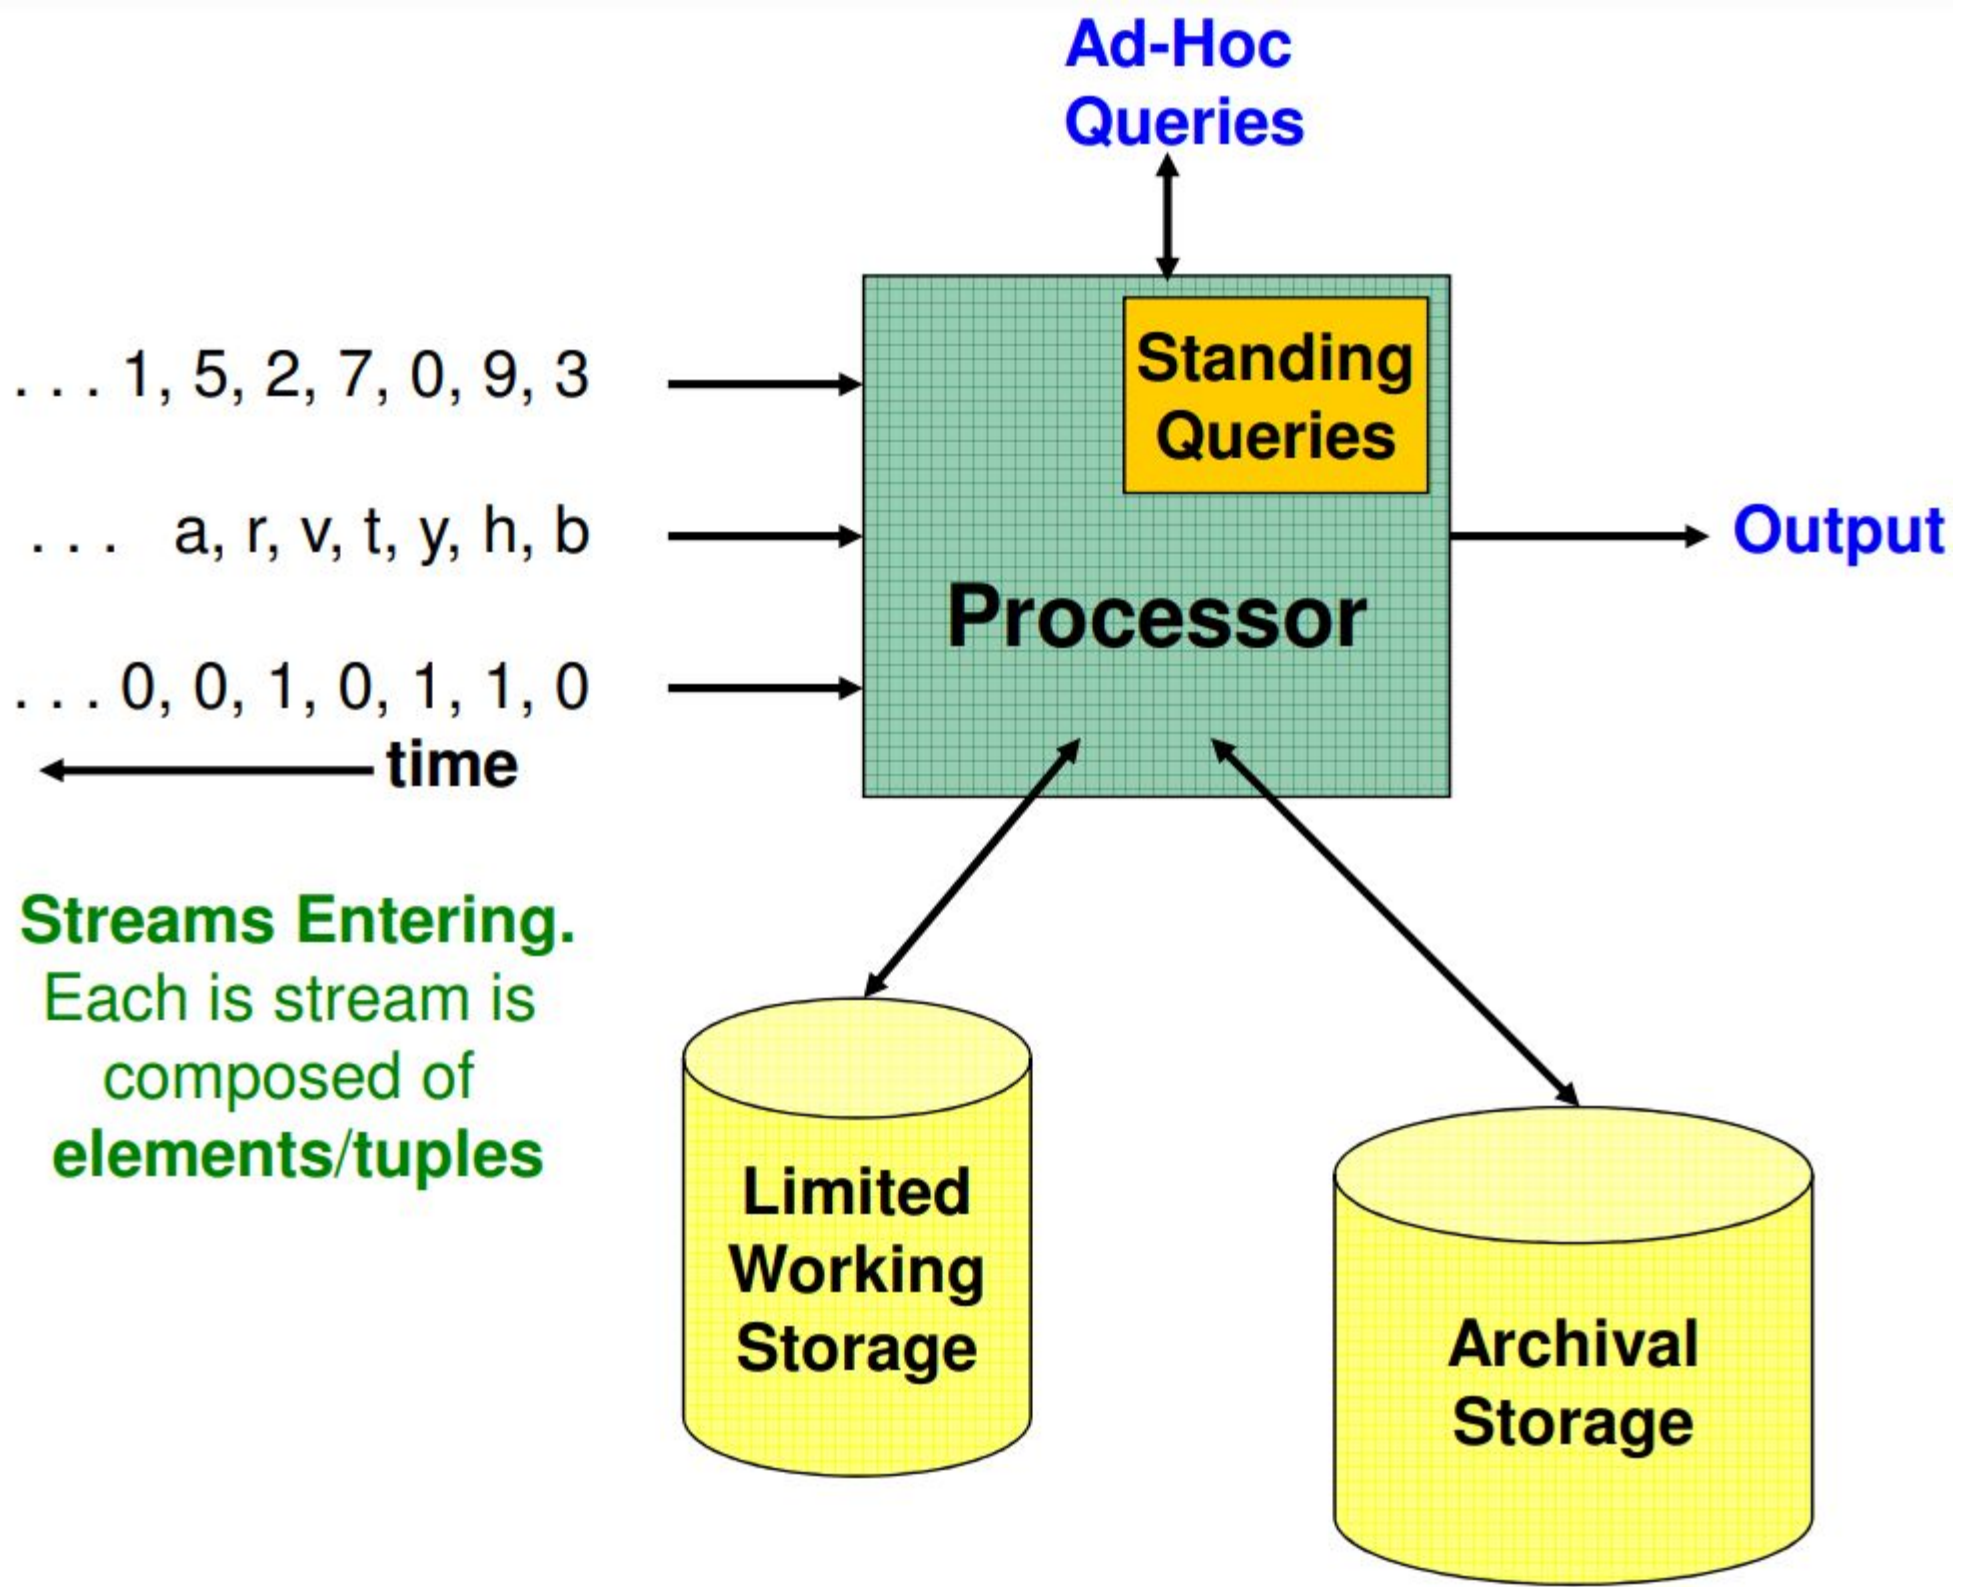 Ad-Hoc
Queries
Standing
Queries
. . . 1, 5, 2, 7, 0, 9, 3
. . . a, r, v, t, y, h, b
Output
Processor
. . . 0, 0, 1, 0, 1, 1, 0
time
Streams Entering.
Each is stream is
composed of
elements/tuples
Limited
Working
Storage
Archival
Storage